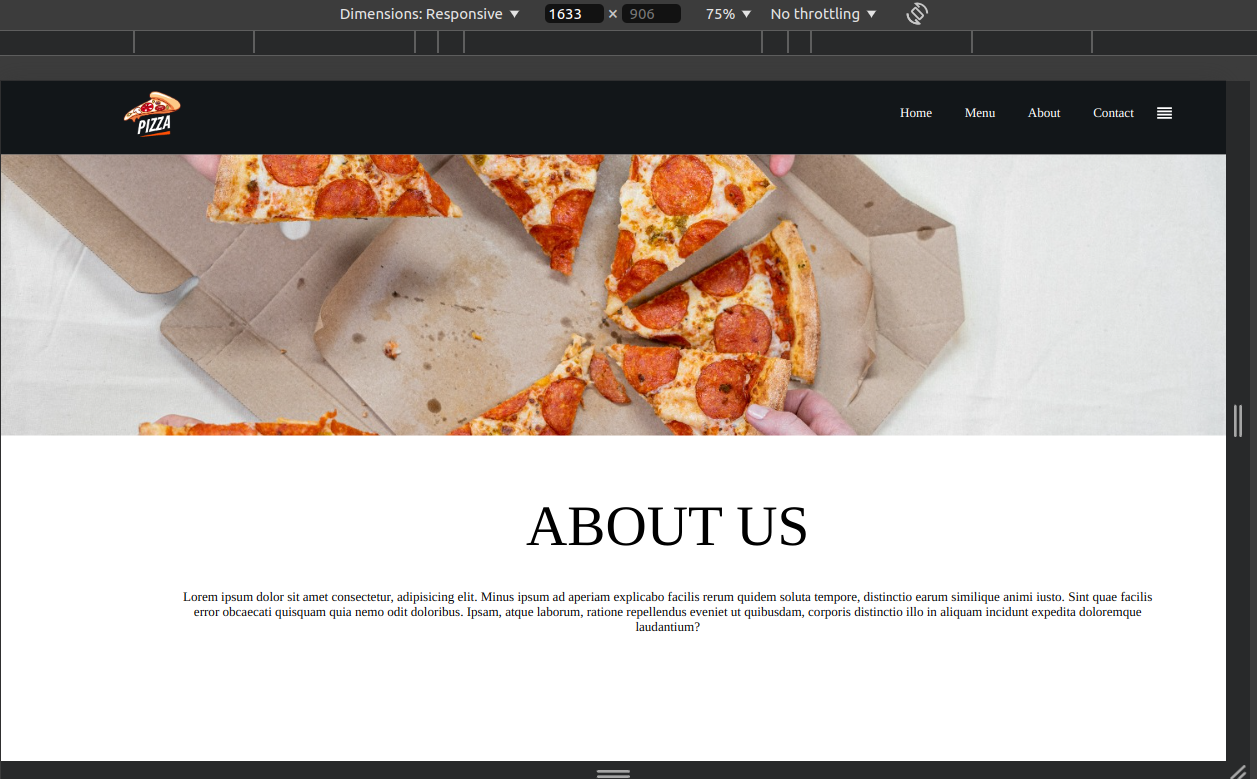 Dimensions: Responsive ▼ 1633 × 906 75% ▼ No throttling ▼
PIZZA
Home Menu About Contact
ABOUT US
Lorem ipsum dolor sit amet consectetur, adipisicing elit. Minus ipsum ad aperiam explicabo facilis rerum quidem soluta tempore, distinctio earum similique animi iusto. Sint quae facilis
error obcaecati quisquam quia nemo odit doloribus. Ipsam, atque laborum, ratione repellendus eveniet ut quibusdam, corporis distinctio illo in aliquam incidunt expedita doloremque
laudantium?